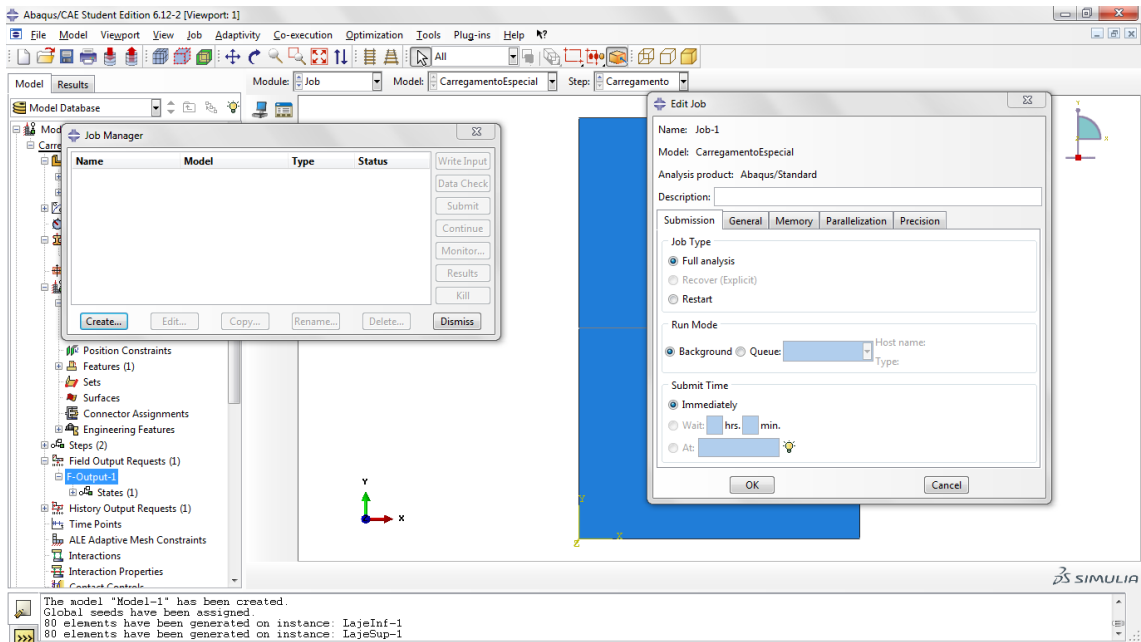 Abaqus/CAE Student Edition 6.12-2 [Viewport: 1]
File Model Viewport View Job Adaptivity Co-execution Optimization Tools Plug-ins Help
All
Model Results
Module: Job Model: CarregamentoEspecial Step: Carregamento
Model Database
Mod
Carre
Job Manager
Name Model Type Status
Write Input
Data Check
Submit
Continue
Monitor...
Results
Kill
Create... Edit... Copy... Rename... Delete... Dismiss
Position Constraints
Features (1)
Sets
Surfaces
Connector Assignments
Engineering Features
Steps (2)
Field Output Requests (1)
F-Output-1
States (1)
History Output Requests (1)
Time Points
ALE Adaptive Mesh Constraints
Interactions
Interaction Properties
Contact Controls
Edit Job
Name: Job-1
Model: CarregamentoEspecial
Analysis product: Abaqus/Standard
Description:
Submission General Memory Parallelization Precision
Job Type
Full analysis
Recover (Explicit)
Restart
Run Mode
Background Queue: Host name:
Type:
Submit Time
Immediately
Wait: hrs. min.
At:
OK Cancel
Y
X
Y
X
Z
SIMULIA
The model "Model-1" has been created.
Global seeds have been assigned.
80 elements have been generated on instance: LajeInf-1
80 elements have been generated on instance: LajeSup-1